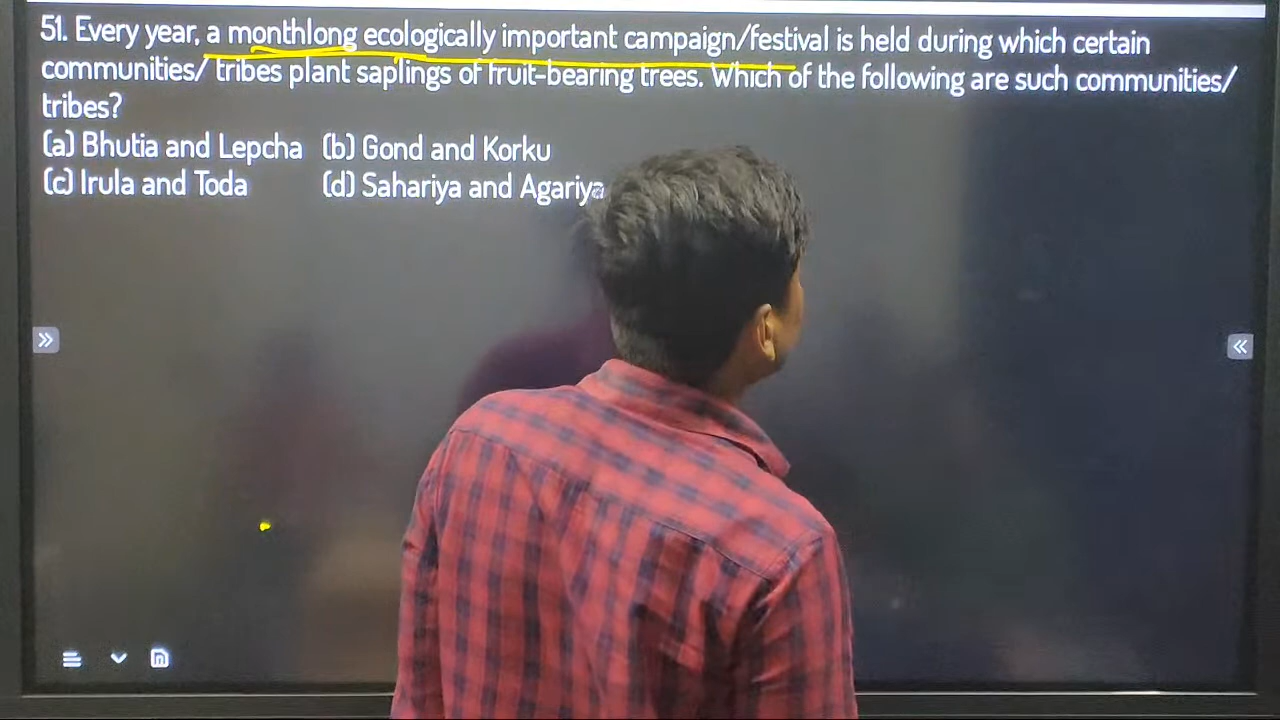 51. Every year, a monthlong ecologically important campaign/festival is held during which certain
communities/ tribes plant saplings of fruit-bearing trees. Which of the following are such communities/
tribes?
(a) Bhutia and Lepcha (b) Gond and Korku
(c) Irula and Toda (d) Sahariya and Agariya